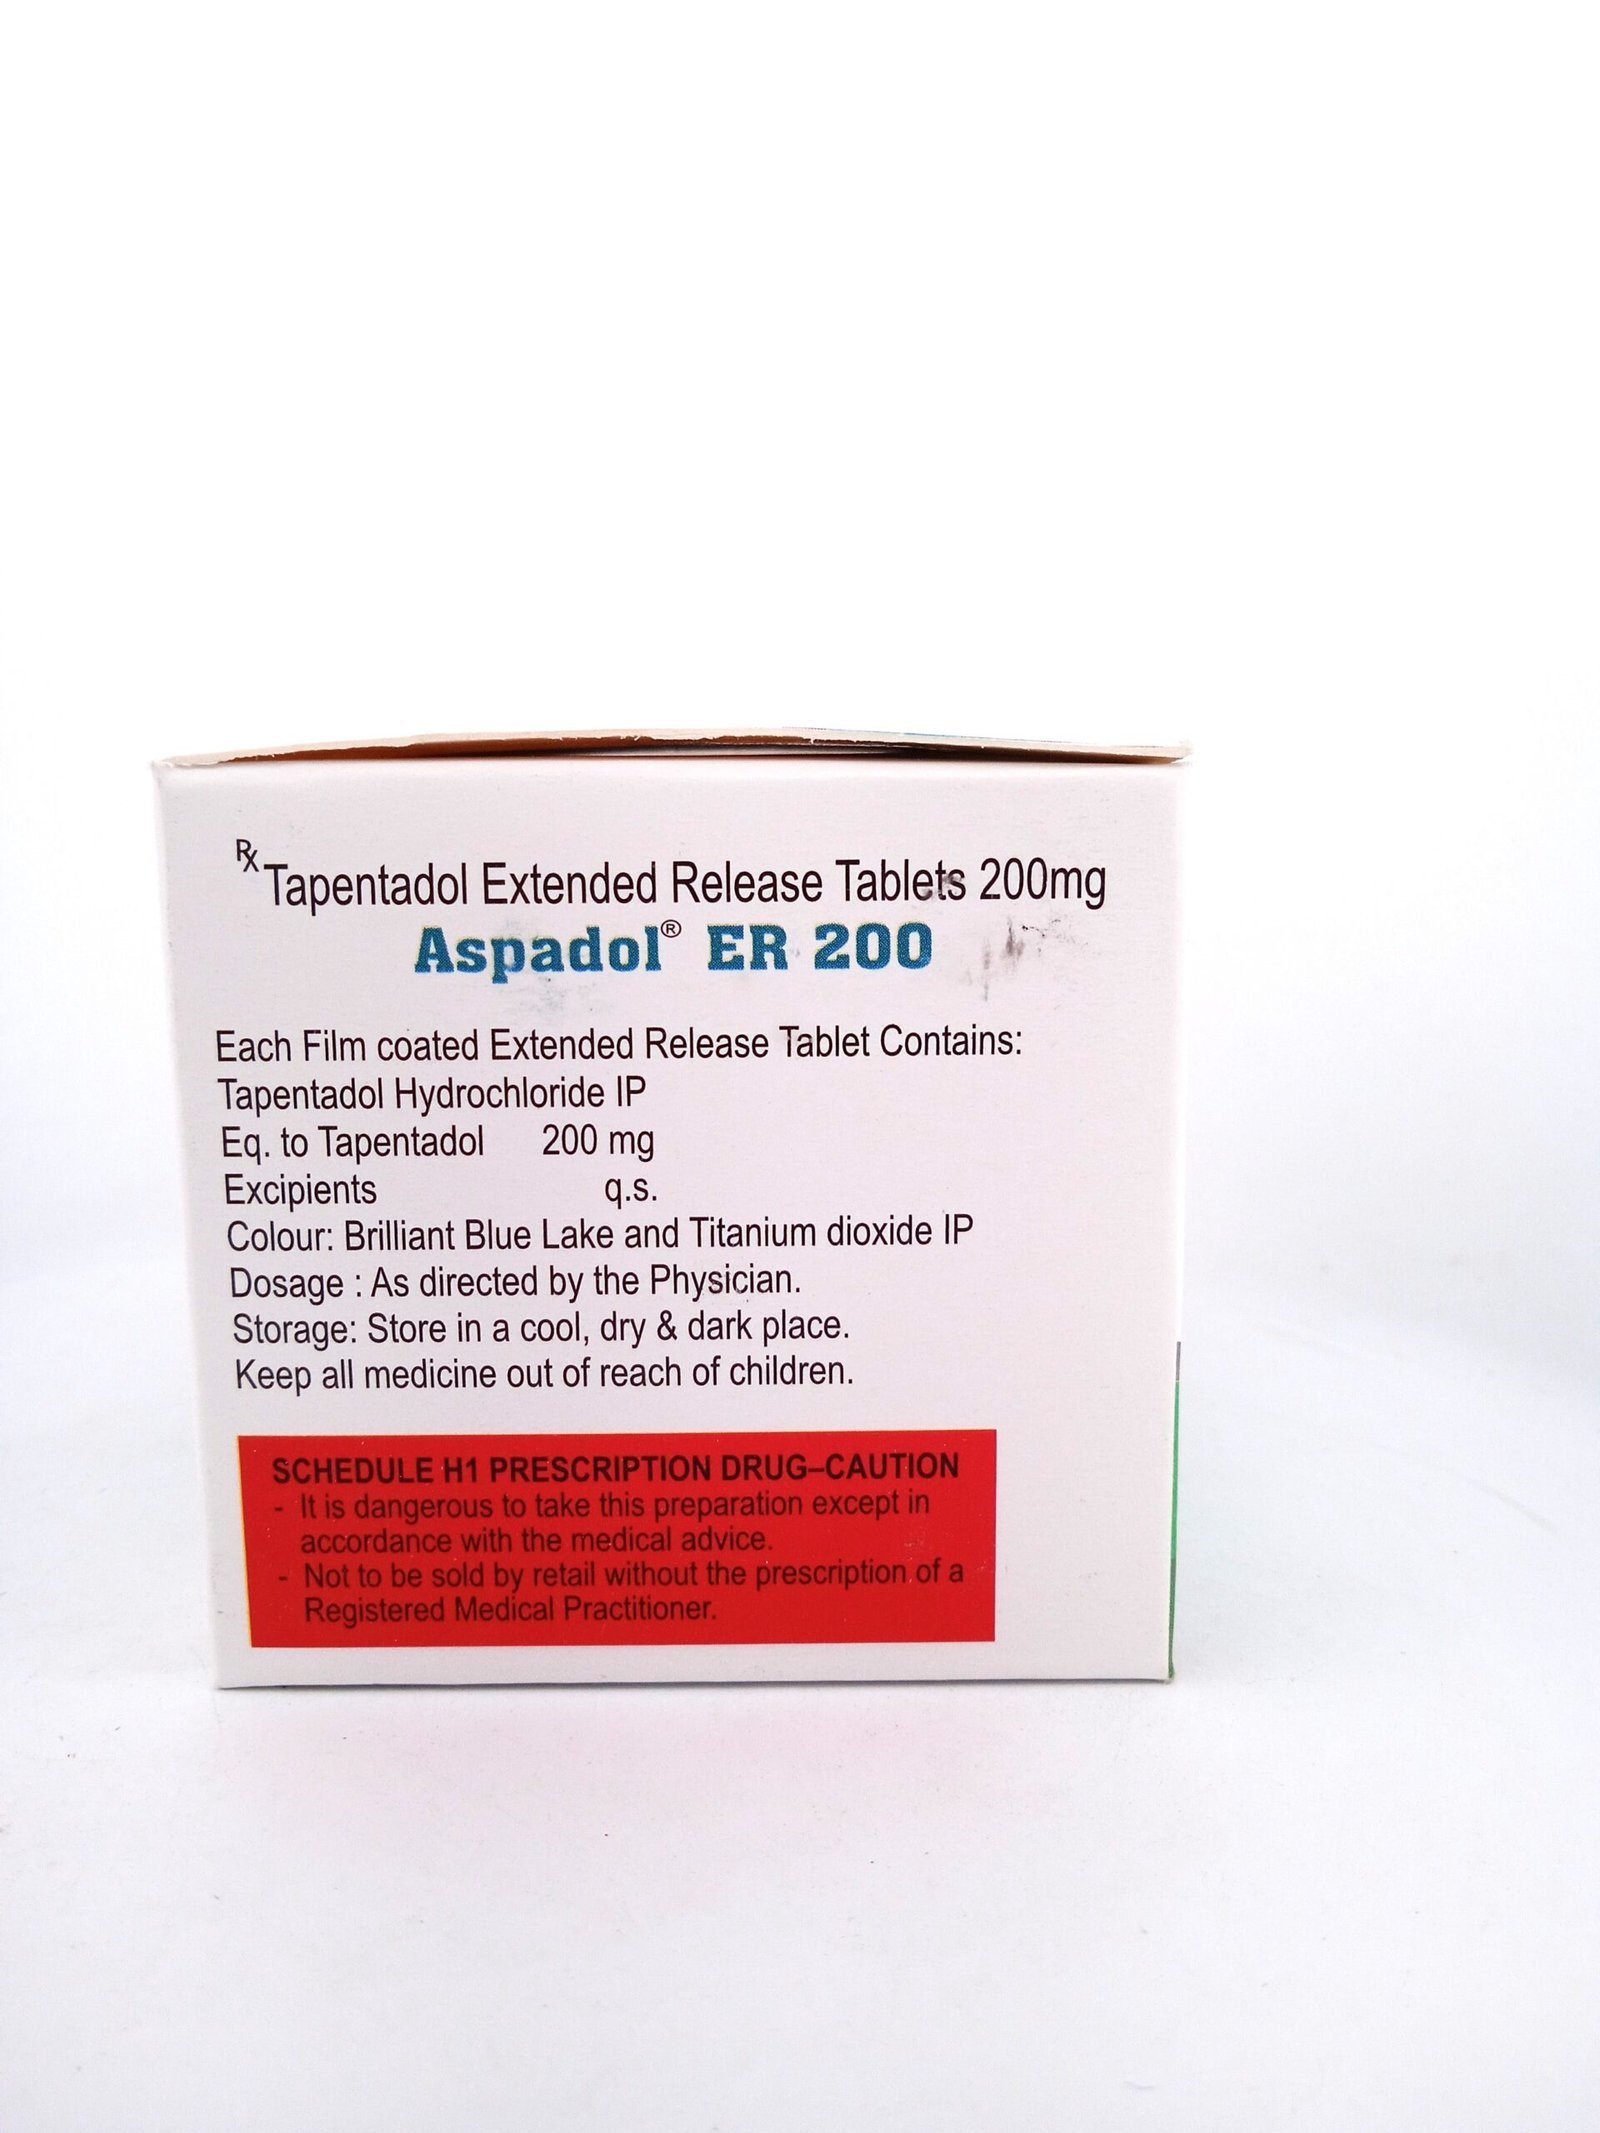 Rx Tapentadol Extended Release Tablets 200mg
Aspadol® ER 200
Each Film coated Extended Release Tablet Contains:
Tapentadol Hydrochloride IP
Eq. to Tapentadol 200 mg
Excipients q.s.
Colour: Brilliant Blue Lake and Titanium dioxide IP
Dosage : As directed by the Physician.
Storage: Store in a cool, dry & dark place.
Keep all medicine out of reach of children.
SCHEDULE H1 PRESCRIPTION DRUG–CAUTION
- It is dangerous to take this preparation except in
accordance with the medical advice.
- Not to be sold by retail without the prescription of a
Registered Medical Practitioner.